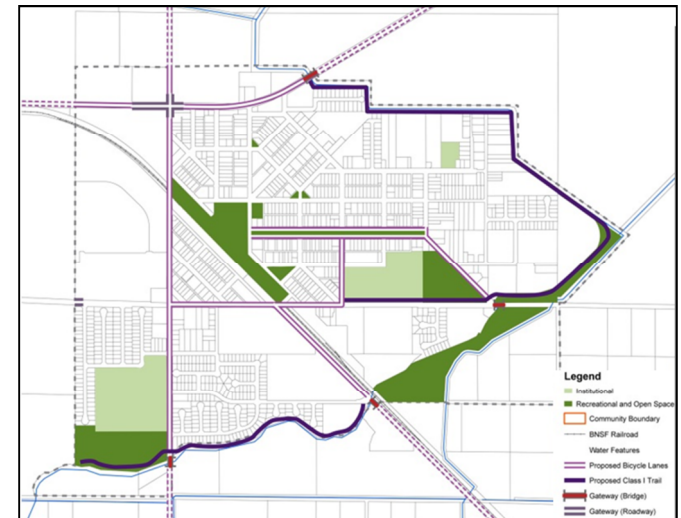 Legend
Institutional
Recreational and Open Space
Community Boundary
BNSF Railroad
Water Features
Proposed Bicycle Lanes
Proposed Class I Trail
Gateway (Bridge)
Gateway (Roadway)